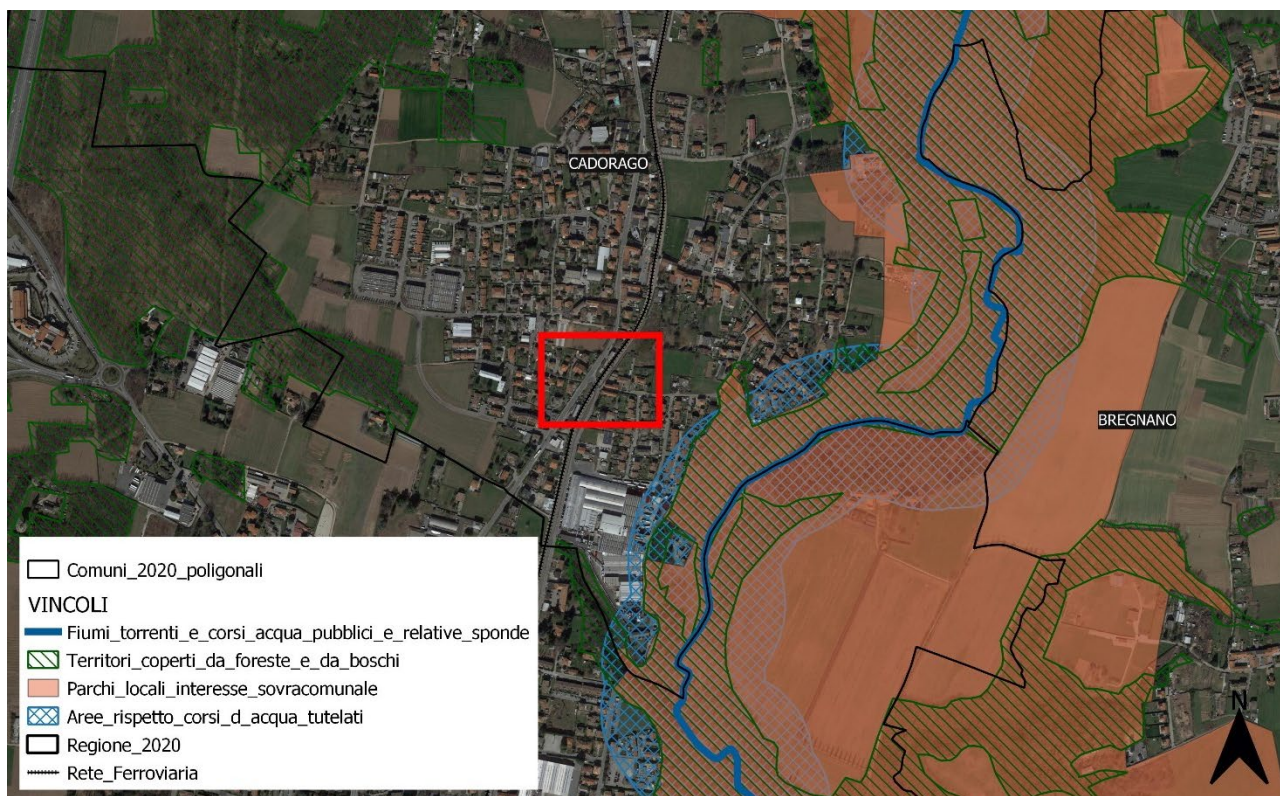 CADORAGO
BREGNANO
Comuni_2020_poligonali
VINCOLI
Fiumi_torrenti_e_corsi_acqua_pubblici_e_relative_sponde
Territori_coperti_da_foreste_e_da_boschi
Parchi_locali_interesse_sovracomunale
Aree_rispetto_corsi_d_acqua_tutelati
Regione_2020
Rete_Ferroviaria
N